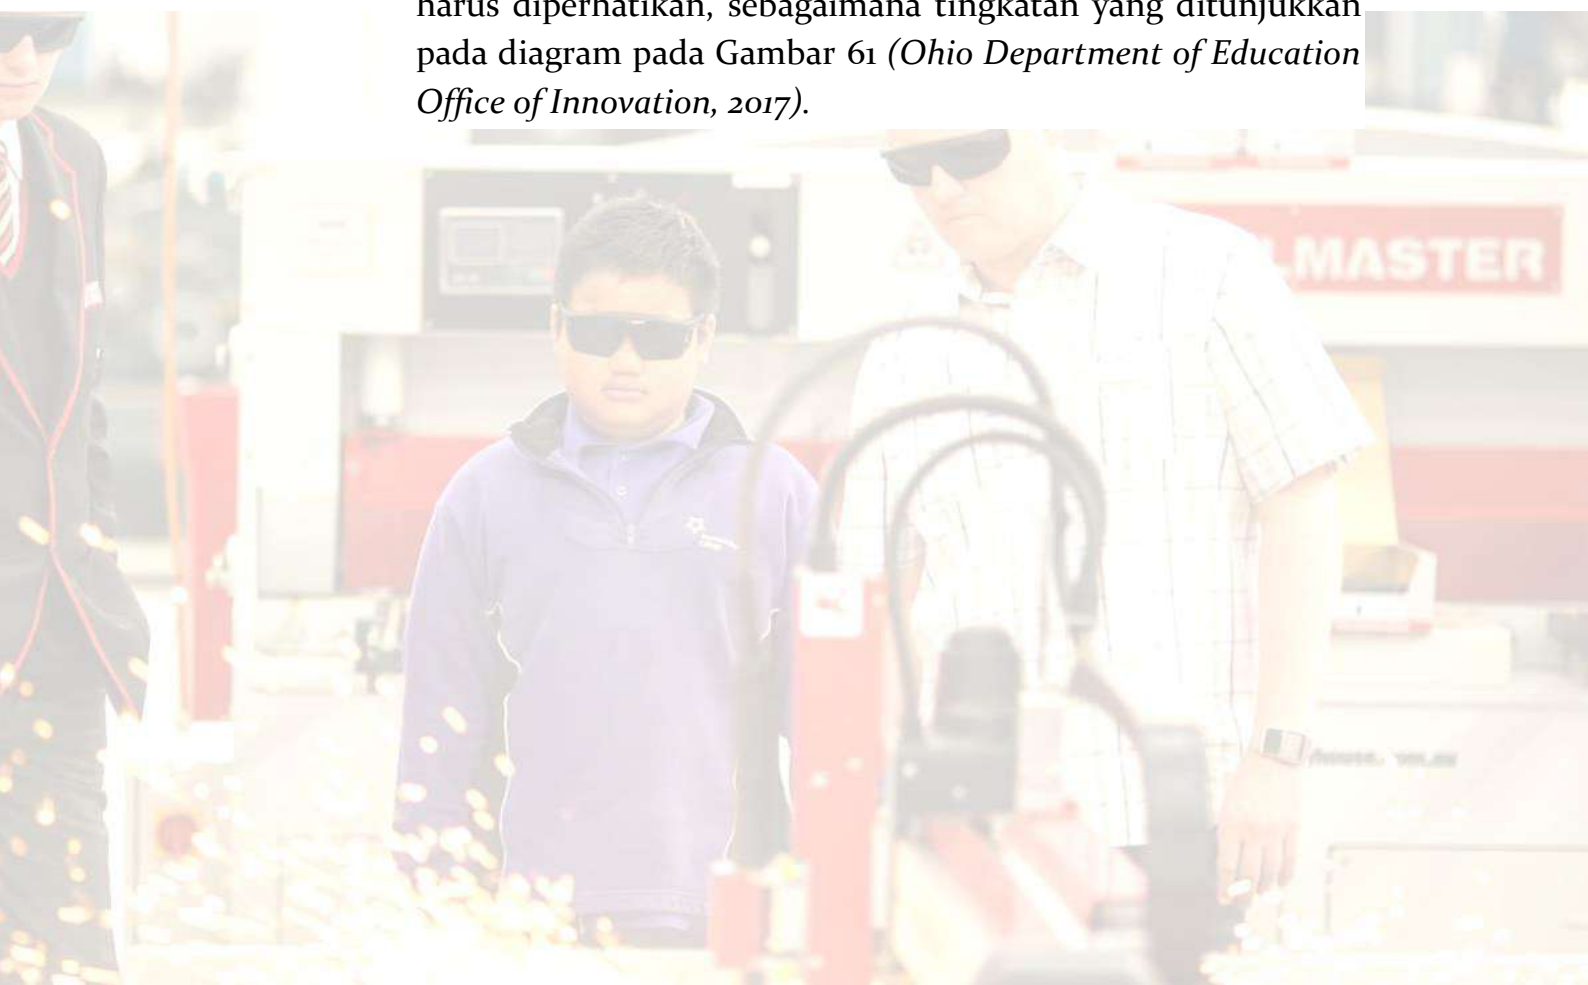 harus diperhatikan, sebagaimana tingkatan yang ditunjukkan
pada diagram pada Gambar 61 (Ohio Department of Education
Office of Innovation, 2017).
LMASTER